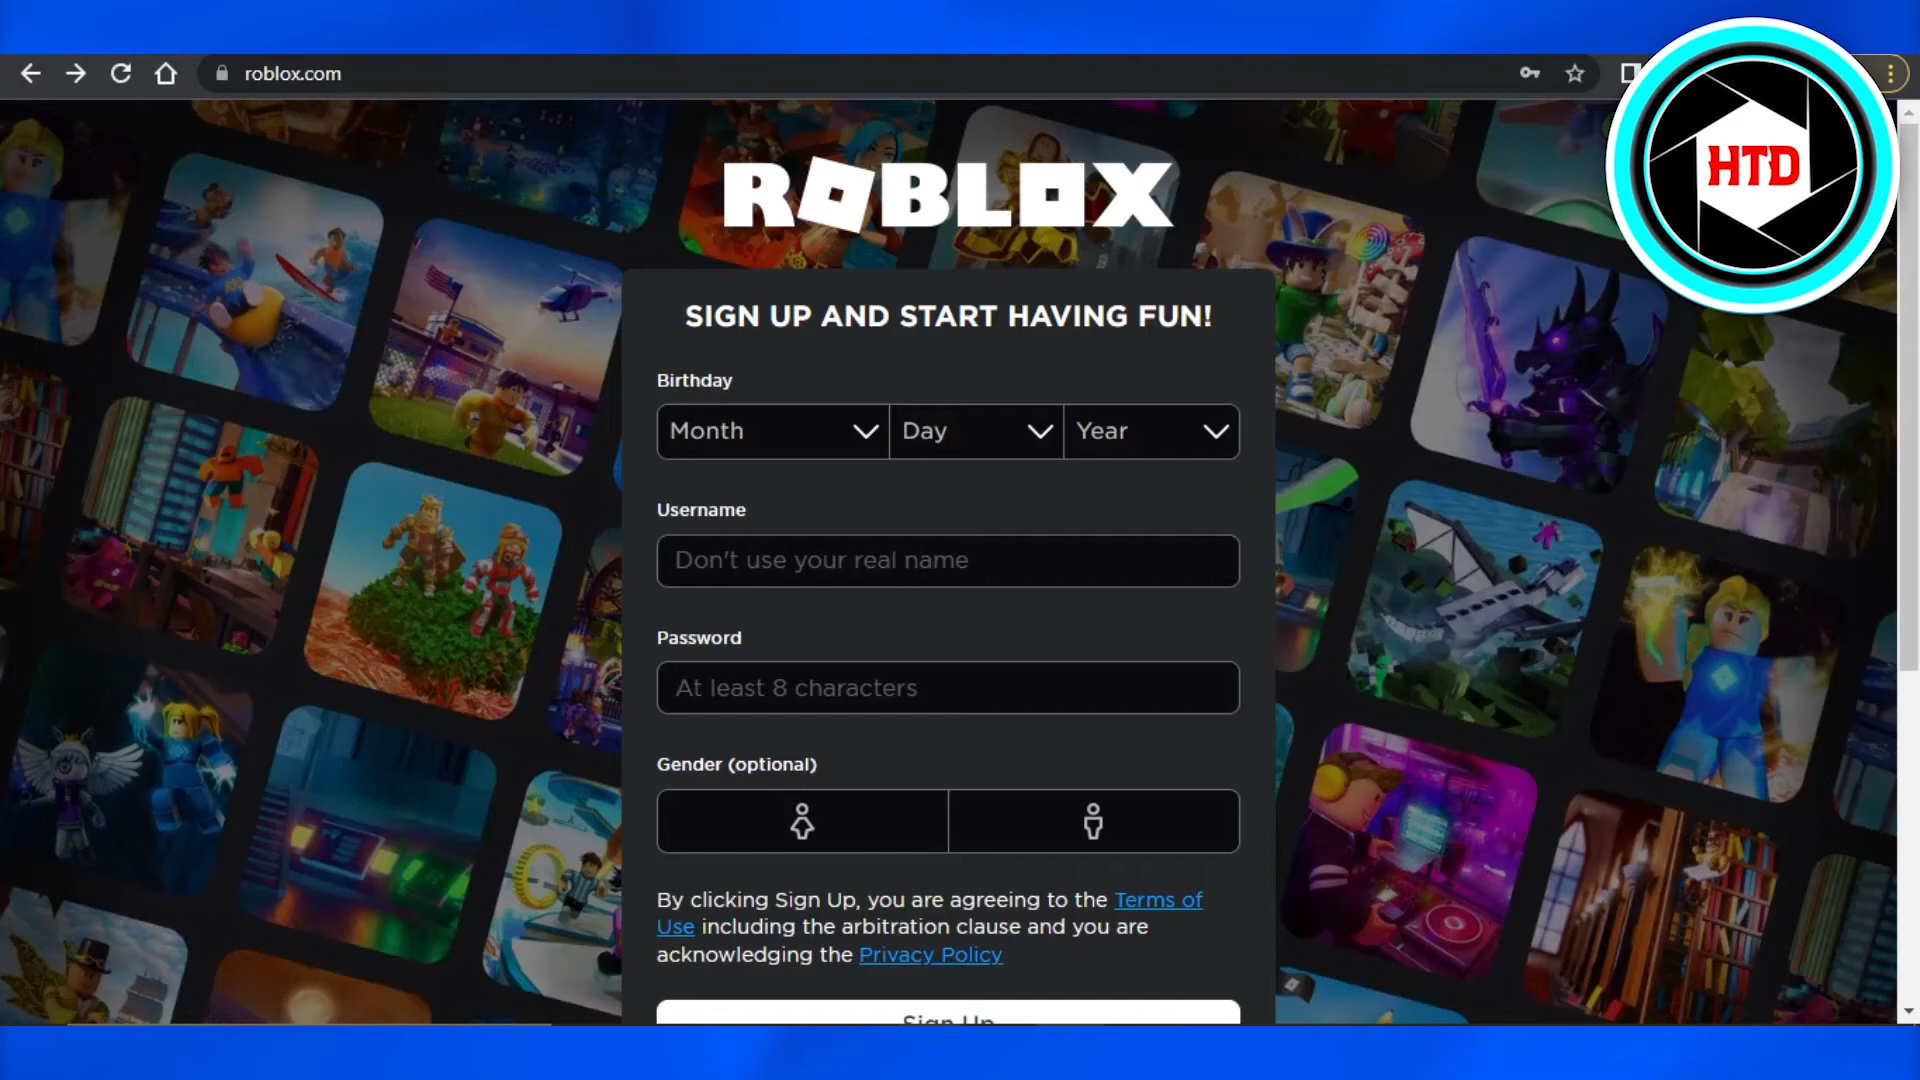 roblox.com
HTD
ROBLOX
SIGN UP AND START HAVING FUN!
Birthday
Month Day Year
Username
Don't use your real name
Password
At least 8 characters
Gender (optional)
By clicking Sign Up, you are agreeing to the Terms of
Use including the arbitration clause and you are
acknowledging the Privacy Policy
Sign Up